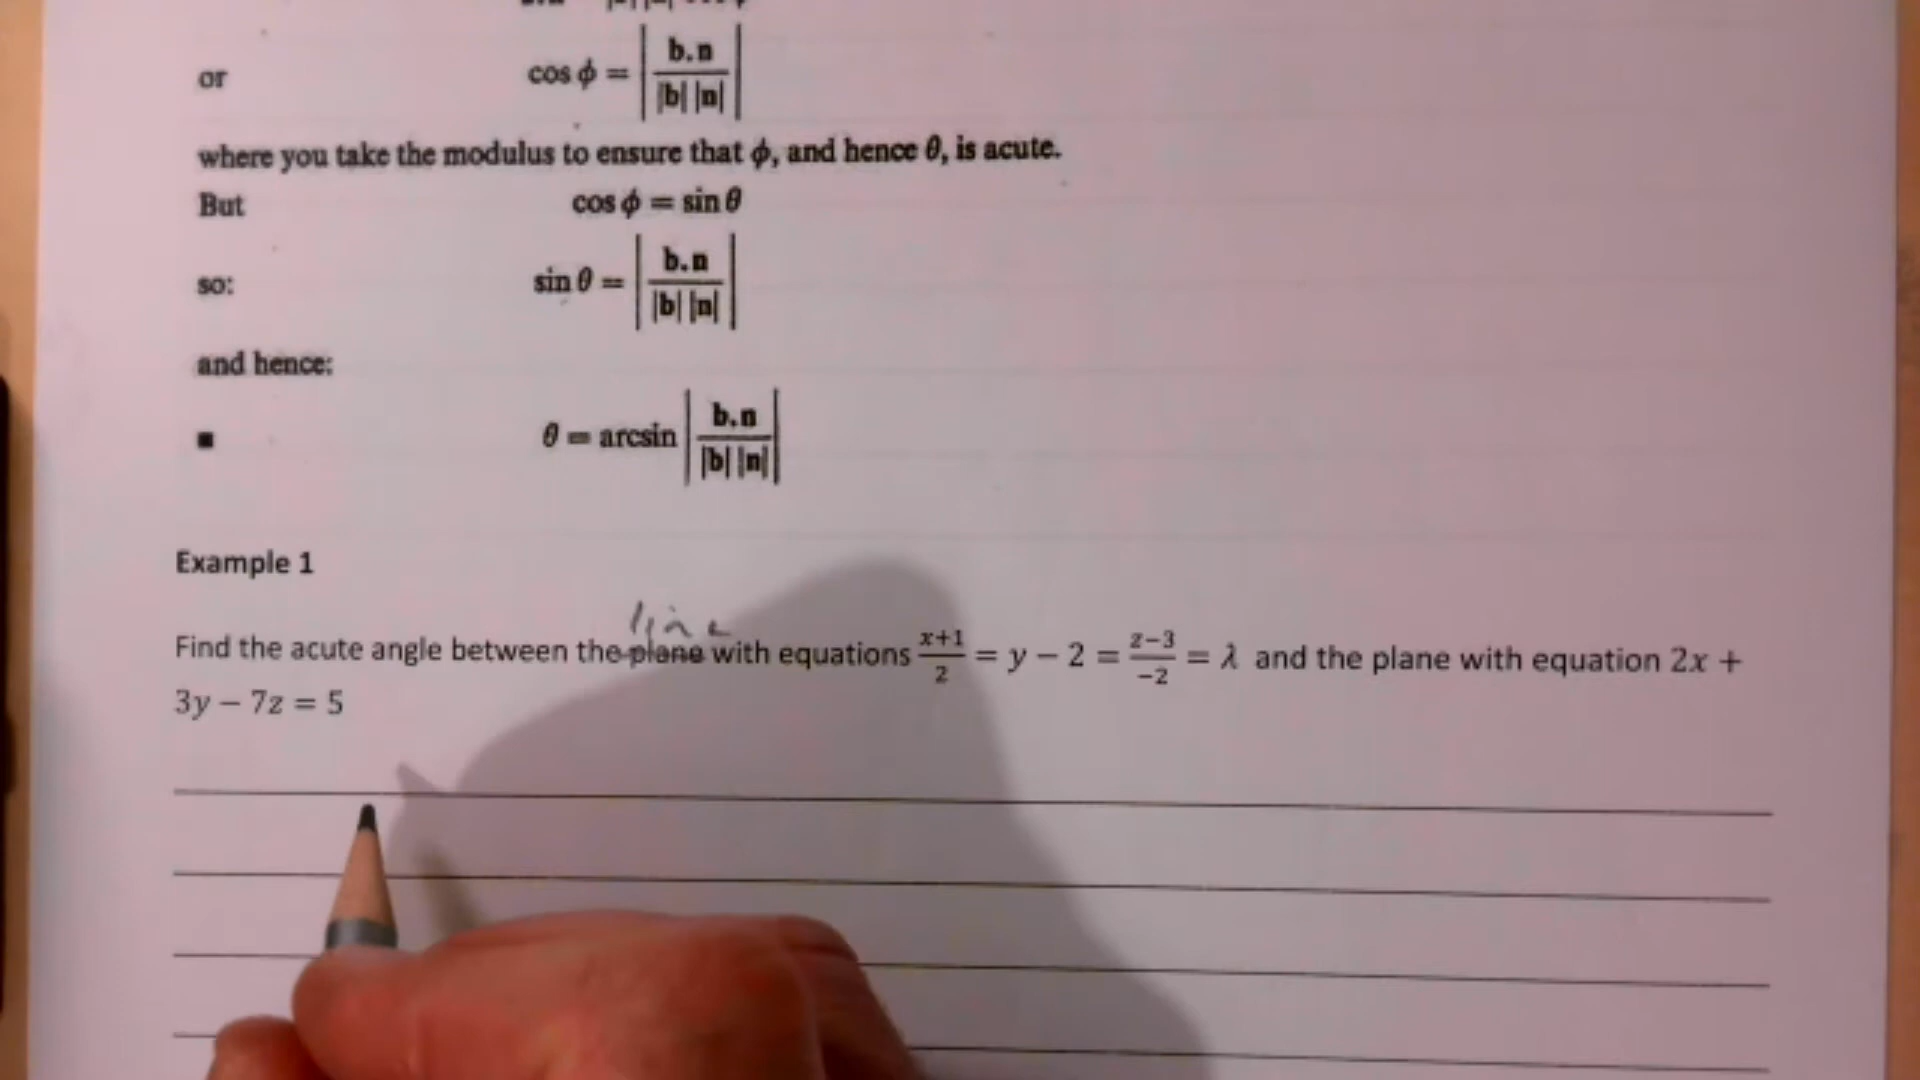 or cos ϕ = | b.n / |b| |n| |
where you take the modulus to ensure that ϕ, and hence θ, is acute.
But cos ϕ = sin θ
so: sin θ = | b.n / |b| |n| |
and hence:
■ θ = arcsin | b.n / |b| |n| |
Example 1
line
Find the acute angle between the plane with equations (x+1)/2 = y − 2 = (z−3)/−2 = λ and the plane with equation 2x +
3y − 7z = 5